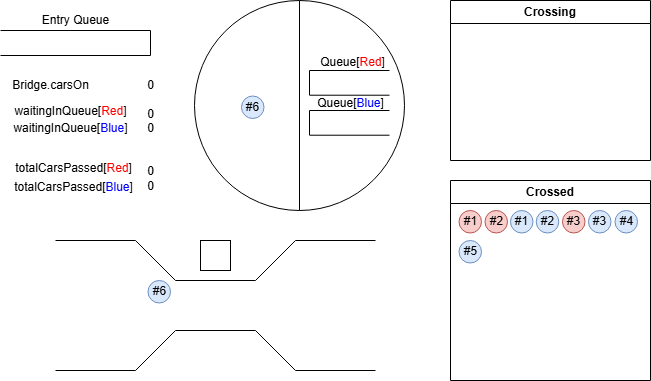 Entry Queue
Bridge.carsOn 0
waitingInQueue[Red] 0
waitingInQueue[Blue] 0
totalCarsPassed[Red] 0
totalCarsPassed[Blue] 0
#6
Queue[Red]
Queue[Blue]
Crossing
Crossed
#1 #2 #1 #2 #3 #3 #4
#5
#6